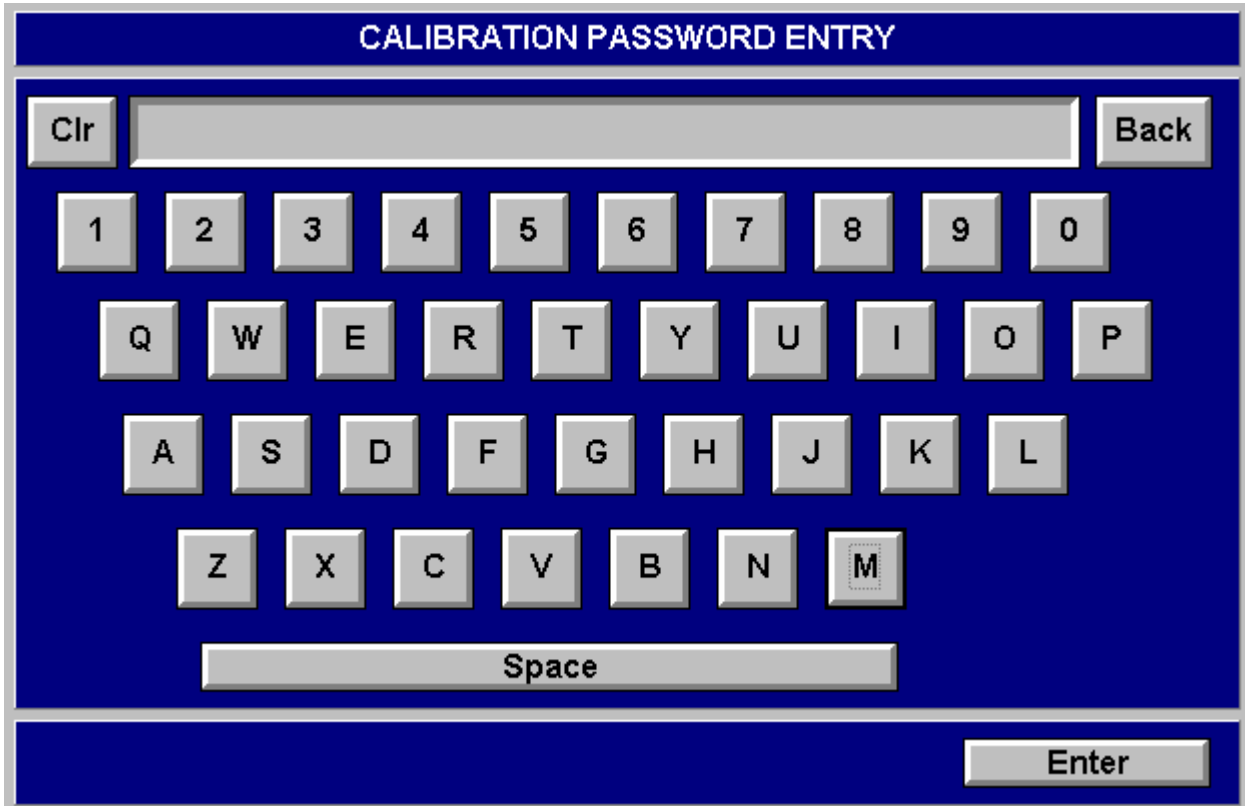 CALIBRATION PASSWORD ENTRY
Clr Back
1 2 3 4 5 6 7 8 9 0
Q W E R T Y U I O P
A S D F G H J K L
Z X C V B N M
Space
Enter